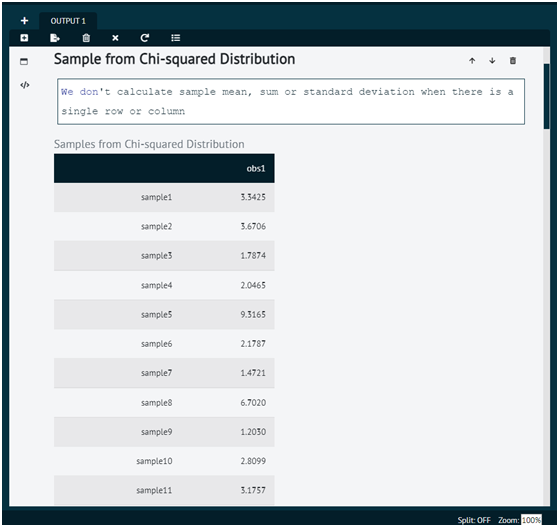 OUTPUT 1
Sample from Chi-squared Distribution
We don't calculate sample mean, sum or standard deviation when there is a
single row or column
Samples from Chi-squared Distribution
obs1
sample1 3.3425
sample2 3.6706
sample3 1.7874
sample4 2.0465
sample5 9.3165
sample6 2.1787
sample7 1.4721
sample8 6.7020
sample9 1.2030
sample10 2.8099
sample11 3.1757
Split: OFF Zoom: 100%